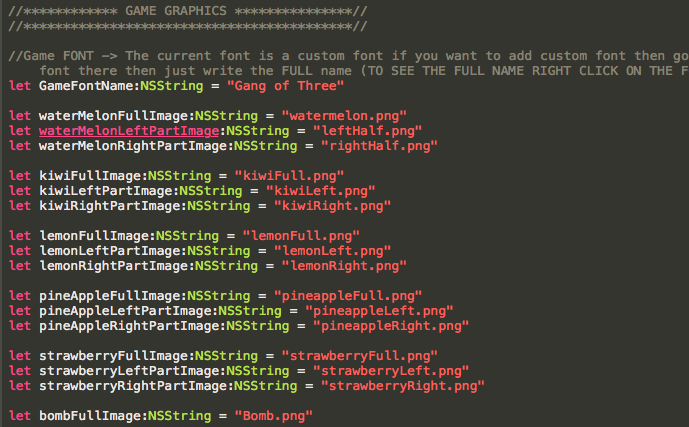 //************ GAME GRAPHICS ***************//
//******************************************//
//Game FONT -> The current font is a custom font if you want to add custom font then go
font there then just write the FULL name (TO SEE THE FULL NAME RIGHT CLICK ON THE F
let GameFontName:NSString = "Gang of Three"
let waterMelonFullImage:NSString = "watermelon.png"
let waterMelonLeftPartImage:NSString = "leftHalf.png"
let waterMelonRightPartImage:NSString = "rightHalf.png"
let kiwiFullImage:NSString = "kiwiFull.png"
let kiwiLeftPartImage:NSString = "kiwiLeft.png"
let kiwiRightPartImage:NSString = "kiwiRight.png"
let lemonFullImage:NSString = "lemonFull.png"
let lemonLeftPartImage:NSString = "lemonLeft.png"
let lemonRightPartImage:NSString = "lemonRight.png"
let pineAppleFullImage:NSString = "pineappleFull.png"
let pineAppleLeftPartImage:NSString = "pineappleLeft.png"
let pineAppleRightPartImage:NSString = "pineappleRight.png"
let strawberryFullImage:NSString = "strawberryFull.png"
let strawberryLeftPartImage:NSString = "strawberryLeft.png"
let strawberryRightPartImage:NSString = "strawberryRight.png"
let bombFullImage:NSString = "Bomb.png"